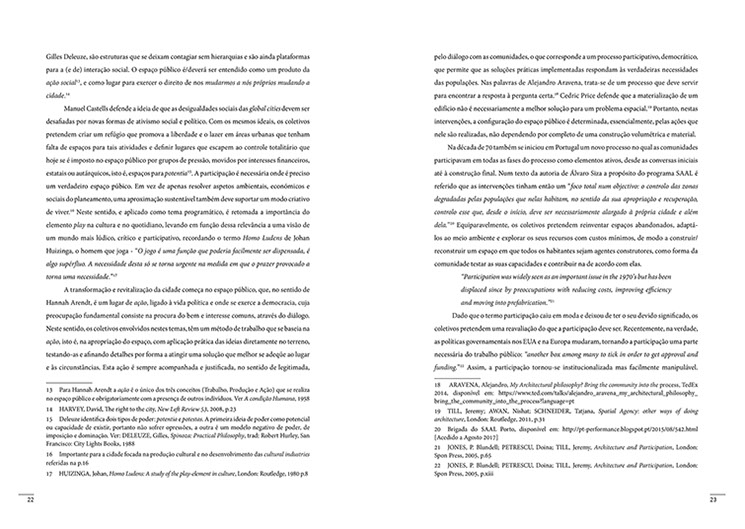 Gilles Deleuze, são estruturas que se deixam contagiar sem hierarquias e são ainda plataformas
para a (e de) interação social. O espaço público é/deverá ser entendido como um produto da
ação social¹³, e como lugar para exercer o direito de nos mudarmos a nós próprios mudando a
cidade.¹⁴
Manuel Castells defende a ideia de que as desigualdades sociais das global cities devem ser
desafiadas por novas formas de ativismo social e político. Com os mesmos ideais, os coletivos
pretendem criar um refúgio que promova a liberdade e o lazer em áreas urbanas que tenham
falta de espaços para tais atividades e definir lugares que escapem ao controle totalitário que
hoje se é imposto no espaço público por grupos de pressão, movidos por interesses financeiros,
estatais ou autárquicos, isto é, espaços para potentia¹⁵. A participação é necessária onde é preciso
um verdadeiro espaço púbico. Em vez de apenas resolver aspetos ambientais, económicos e
sociais do planeamento, uma aproximação sustentável também deve suportar um modo criativo
de viver.¹⁶ Neste sentido, e aplicado como tema programático, é retomada a importância do
elemento play na cultura e no quotidiano, levando em função dessa relevância a uma visão de
um mundo mais lúdico, crítico e participativo, recordando o termo Homo Ludens de Johan
Huizinga, o homem que joga - "O jogo é uma função que poderia facilmente ser dispensada, é
algo supérfluo. A necessidade desta só se torna urgente na medida em que o prazer provocado a
torna uma necessidade."¹⁷
A transformação e revitalização da cidade começa no espaço público, que, no sentido de
Hannah Arendt, é um lugar de ação, ligado à vida política e onde se exerce a democracia, cuja
preocupação fundamental consiste na procura do bem e interesse comuns, através do diálogo.
Neste sentido, os coletivos envolvidos nestes temas, têm um método de trabalho que se baseia na
ação, isto é, na apropriação do espaço, com aplicação prática das ideias diretamente no terreno,
testando-as e afinando detalhes por forma a atingir uma solução que melhor se adeqúe ao lugar
e às circunstâncias. Esta ação é sempre acompanhada e justificada, no sentido de legitimada,
13 Para Hannah Arendt a ação é o único dos três conceitos (Trabalho, Produção e Ação) que se realiza
no espaço público e obrigatoriamente com a presença de outros indivíduos. Ver A condição Humana, 1958
14 HARVEY, David, The right to the city, New Left Review 53, 2008, p.23
15 Deleuze identifica dois tipos de poder: potentia e potestas. A primeira ideia de poder como potencial
ou capacidade de existir, portanto não sofrer opressões, a outra é um modelo negativo de poder, de
imposição e dominação. Ver: DELEUZE, Gilles, Spinoza: Practical Philosophy, trad: Robert Hurley, San
Francisco: City Lights Books, 1988
16 Importante para a cidade focada na produção cultural e no desenvolvimento das cultural industries
referidas na p.16
17 HUIZINGA, Johan, Homo Ludens: A study of the play-element in culture, London: Routledge, 1980 p.8
22
pelo diálogo com as comunidades, o que corresponde a um processo participativo, democrático,
que permite que as soluções práticas implementadas respondam às verdadeiras necessidades
das populações. Nas palavras de Alejandro Aravena, trata-se de um processo que deve servir
para encontrar a resposta à pergunta certa.¹⁸ Cedric Price defende que a materialização de um
edifício não é necessariamente a melhor solução para um problema espacial.¹⁹ Portanto, nestas
intervenções, a configuração do espaço público é determinada, essencialmente, pelas ações que
nele são realizadas, não dependendo por completo de uma construção volumétrica e material.
Na década de 70 também se iniciou em Portugal um novo processo no qual as comunidades
participavam em todas as fases do processo como elementos ativos, desde as conversas iniciais
até à construção final. Num texto da autoria de Álvaro Siza a propósito do programa SAAL é
referido que as intervenções tinham então um "foco total num objectivo: o controlo das zonas
degradadas pelas populações que nelas habitam, no sentido da sua apropriação e recuperação,
controlo esse que, desde o início, deve ser necessariamente alargado à própria cidade e além
dela."²⁰ Equiparavelmente, os coletivos pretendem reinventar espaços abandonados, adaptá-
los ao meio ambiente e explorar os seus recursos com custos mínimos, de modo a construir/
reconstruir um espaço em que todos os habitantes sejam agentes construtores, como forma da
comunidade testar as suas capacidades e contribuir na de acordo com elas.
"Participation was widely seen as an important issue in the 1970's but has been
displaced since by preoccupations with reducing costs, improving efficiency
and moving into prefabrication."²¹
Dado que o termo participação caiu em moda e deixou de ter o seu devido significado, os
coletivos pretendem uma reavaliação do que a participação deve ser. Recentemente, na verdade,
as políticas governamentais nos EUA e na Europa mudaram, tornando a participação uma parte
necessária do trabalho público: "another box among many to tick in order to get approval and
funding."²² Assim, a participação tornou-se institucionalizada mas facilmente manipulável.
18 ARAVENA, Alejandro, My Architectural philosophy? Bring the community into the process, TedEx
2014, disponível em: https://www.ted.com/talks/alejandro_aravena_my_architectural_philosophy_
bring_the_community_into_the_process?language=pt
19 TILL, Jeremy; AWAN, Nishat; SCHNEIDER, Tatjana, Spatial Agency: other ways of doing
architecture, London: Routledge, 2011, p.31
20 Brigada do SAAL Porto, disponível em: http://pt-performance.blogspot.pt/2015/08/542.html
[Acedido a Agosto 2017]
21 JONES, P. Blundell; PETRESCU, Doina; TILL, Jeremy, Architecture and Participation, London:
Spon Press, 2005, p.65
22 JONES, P. Blundell; PETRESCU, Doina; TILL, Jeremy, Architecture and Participation, London:
Spon Press, 2005, p.xiii
23